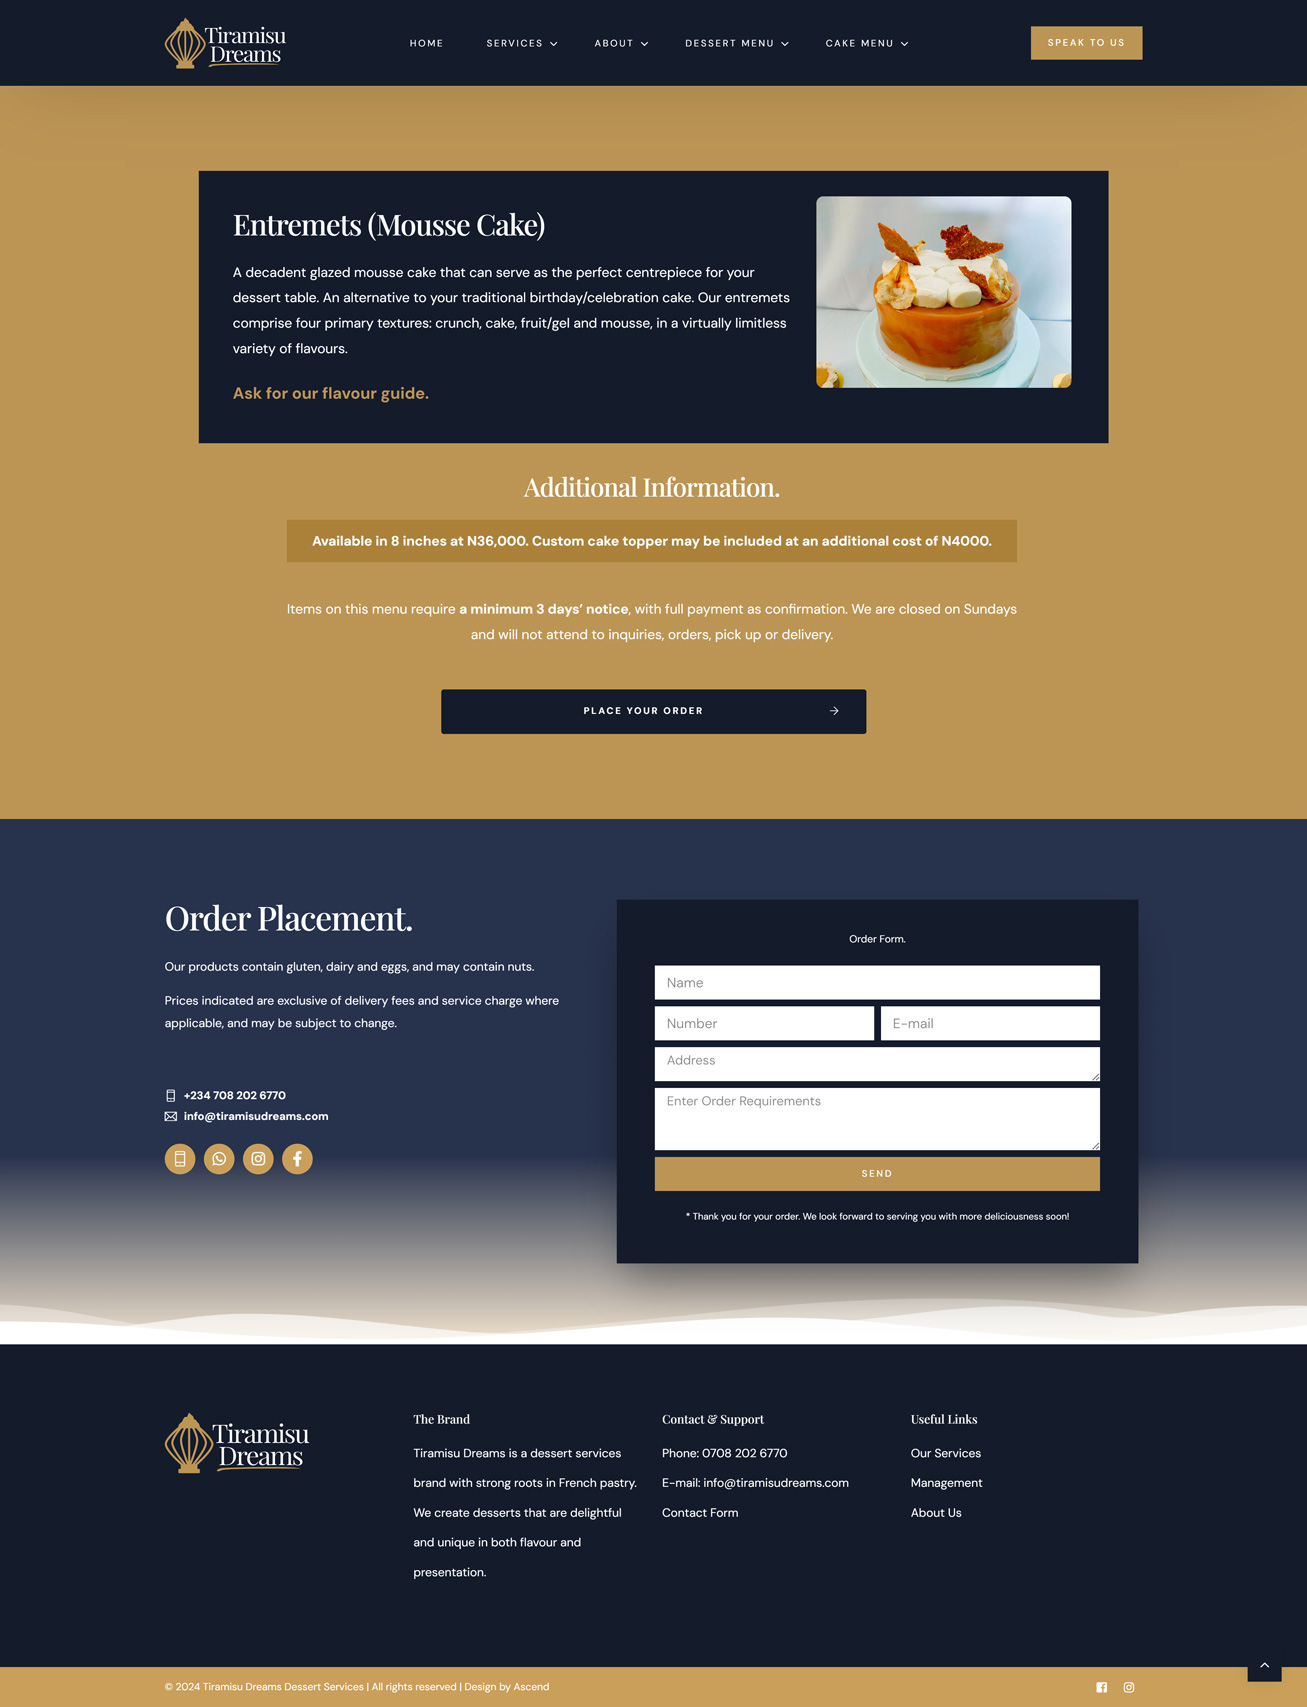 Tiramisu
Dreams
HOME
SERVICES
ABOUT
DESSERT MENU
CAKE MENU
SPEAK TO US
Entremets (Mousse Cake)
A decadent glazed mousse cake that can serve as the perfect centrepiece for your
dessert table. An alternative to your traditional birthday/celebration cake. Our entremets
comprise four primary textures: crunch, cake, fruit/gel and mousse, in a virtually limitless
variety of flavours.
Ask for our flavour guide.
Additional Information.
Available in 8 inches at N36,000. Custom cake topper may be included at an additional cost of N4000.
Items on this menu require a minimum 3 days’ notice, with full payment as confirmation. We are closed on Sundays
and will not attend to inquiries, orders, pick up or delivery.
PLACE YOUR ORDER
Order Placement.
Our products contain gluten, dairy and eggs, and may contain nuts.
Prices indicated are exclusive of delivery fees and service charge where
applicable, and may be subject to change.
+234 708 202 6770
info@tiramisudreams.com
Order Form.
Name
Number
E-mail
Address
Enter Order Requirements
SEND
* Thank you for your order. We look forward to serving you with more deliciousness soon!
Tiramisu
Dreams
The Brand
Tiramisu Dreams is a dessert services
brand with strong roots in French pastry.
We create desserts that are delightful
and unique in both flavour and
presentation.
Contact & Support
Phone: 0708 202 6770
E-mail: info@tiramisudreams.com
Contact Form
Useful Links
Our Services
Management
About Us
© 2024 Tiramisu Dreams Dessert Services | All rights reserved | Design by Ascend